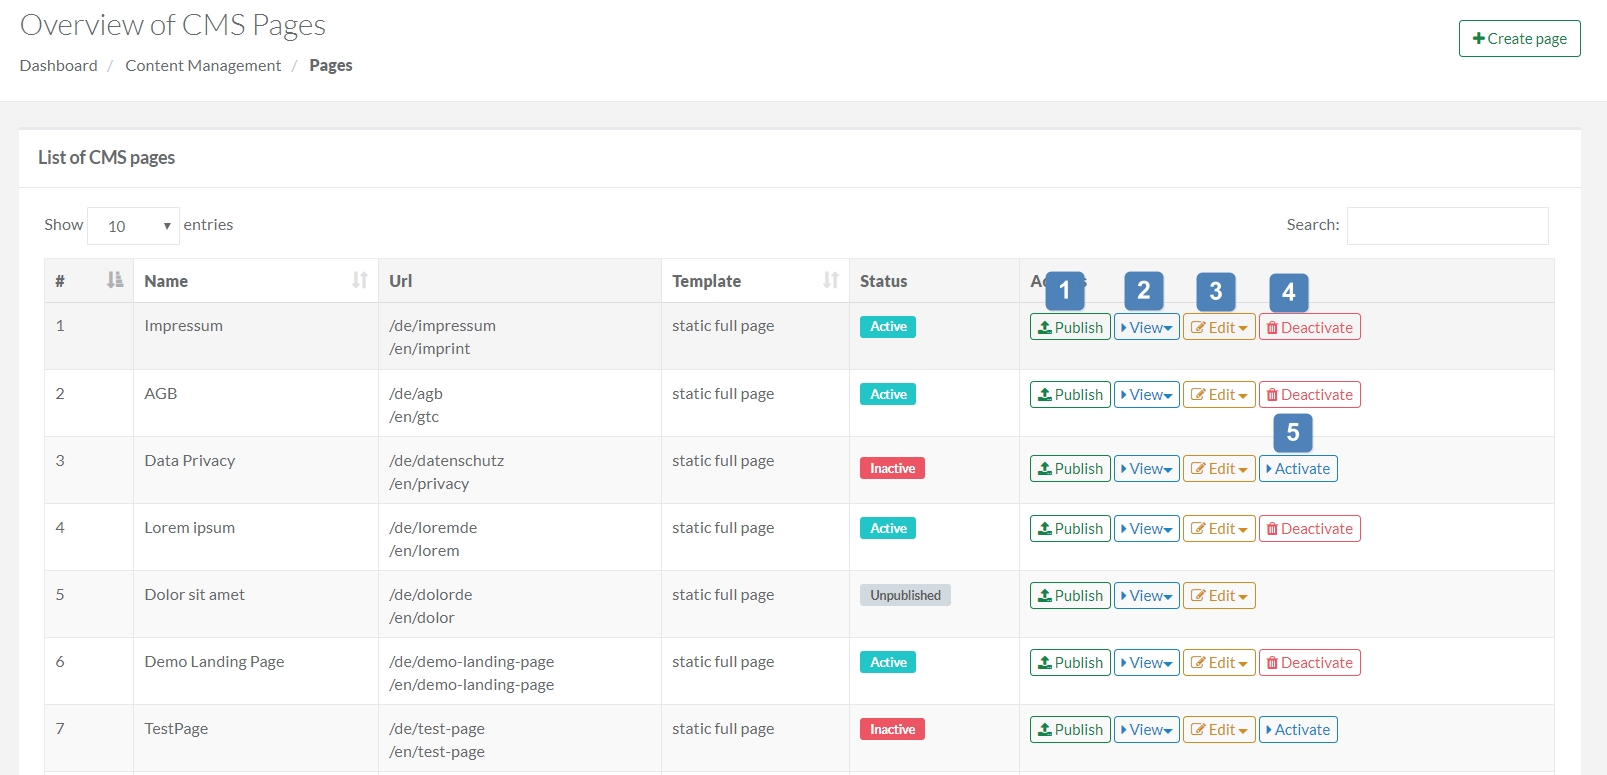 Overview of CMS Pages
Create page
Dashboard / Content Management / Pages
List of CMS pages
Show 10 entries Search:
# Name Url Template Status
1 2 3 4
1 Impressum /de/impressum static full page Active Publish View Edit Deactivate
/en/imprint
2 AGB /de/agb static full page Active Publish View Edit Deactivate
/en/gtc
5
3 Data Privacy /de/datenschutz static full page Inactive Publish View Edit Activate
/en/privacy
4 Lorem ipsum /de/loremde static full page Active Publish View Edit Deactivate
/en/lorem
5 Dolor sit amet /de/dolorde static full page Unpublished Publish View Edit
/en/dolor
6 Demo Landing Page /de/demo-landing-page static full page Active Publish View Edit Deactivate
/en/demo-landing-page
7 TestPage /de/test-page static full page Inactive Publish View Edit Activate
/en/test-page